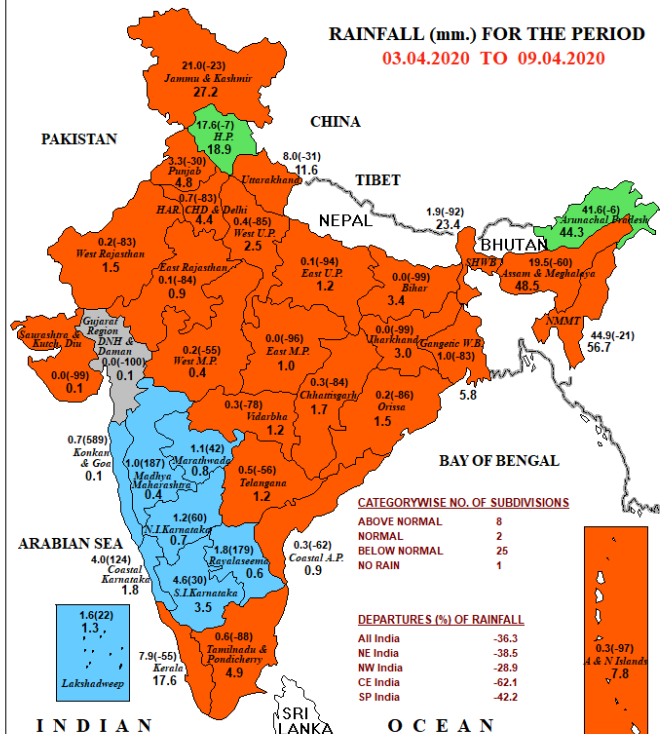 RAINFALL (mm.) FOR THE PERIOD
03.04.2020 TO 09.04.2020
21.0(-23)
Jammu & Kashmir
27.2
CHINA
17.6(-7)
H.P.
18.9
PAKISTAN
3.3(-30)
Punjab
4.8
8.0(-31)
11.6
Uttarakhand
TIBET
0.7(-83)
HAR. CHD & Delhi
4.4
0.4(-85)
West U.P.
2.5
NEPAL
1.9(-92)
23.4
41.6(-6)
Arunachal Pradesh
44.3
BHUTAN
0.2(-83)
West Rajasthan
1.5
East Rajasthan
0.1(-84)
0.9
0.1(-94)
East U.P.
1.2
0.0(-99)
Bihar
3.4
SHWB
19.5(-60)
Assam & Meghalaya
48.5
Gujarat
Region
DNH &
Daman
0.0(-100)
0.1
Saurashtra &
Kutch, Diu
0.0(-99)
0.1
0.2(-55)
West M.P.
0.4
0.0(-96)
East M.P.
1.0
0.0(-99)
Jharkhand
3.0
Gangetic W.B.
1.0(-83)
5.8
NMMT
44.9(-21)
56.7
0.3(-84)
Chhattisgarh
1.7
0.2(-86)
Orissa
1.5
0.3(-78)
Vidarbha
1.2
0.7(589)
Konkan
& Goa
0.1
1.1(42)
Marathwada
0.8
1.0(187)
Madhya
Maharashtra
0.4
0.5(-56)
Telangana
1.2
BAY OF BENGAL
1.2(60)
N.I.Karnataka
0.7
ARABIAN SEA
4.0(124)
Coastal
Karnataka
1.8
1.8(179)
Rayalaseema
0.6
0.3(-62)
Coastal A.P.
0.9
4.6(30)
S.I.Karnataka
3.5
CATEGORYWISE NO. OF SUBDIVISIONS
ABOVE NORMAL 8
NORMAL 2
BELOW NORMAL 25
NO RAIN 1
1.6(22)
1.3
Lakshadweep
7.9(-55)
Kerala
17.6
0.6(-88)
Tamilnadu &
Pondicherry
4.9
DEPARTURES (%) OF RAINFALL
All India -36.3
NE India -38.5
NW India -28.9
CE India -62.1
SP India -42.2
0.3(-97)
A & N Islands
7.8
SRI
LANKA
INDIAN OCEAN